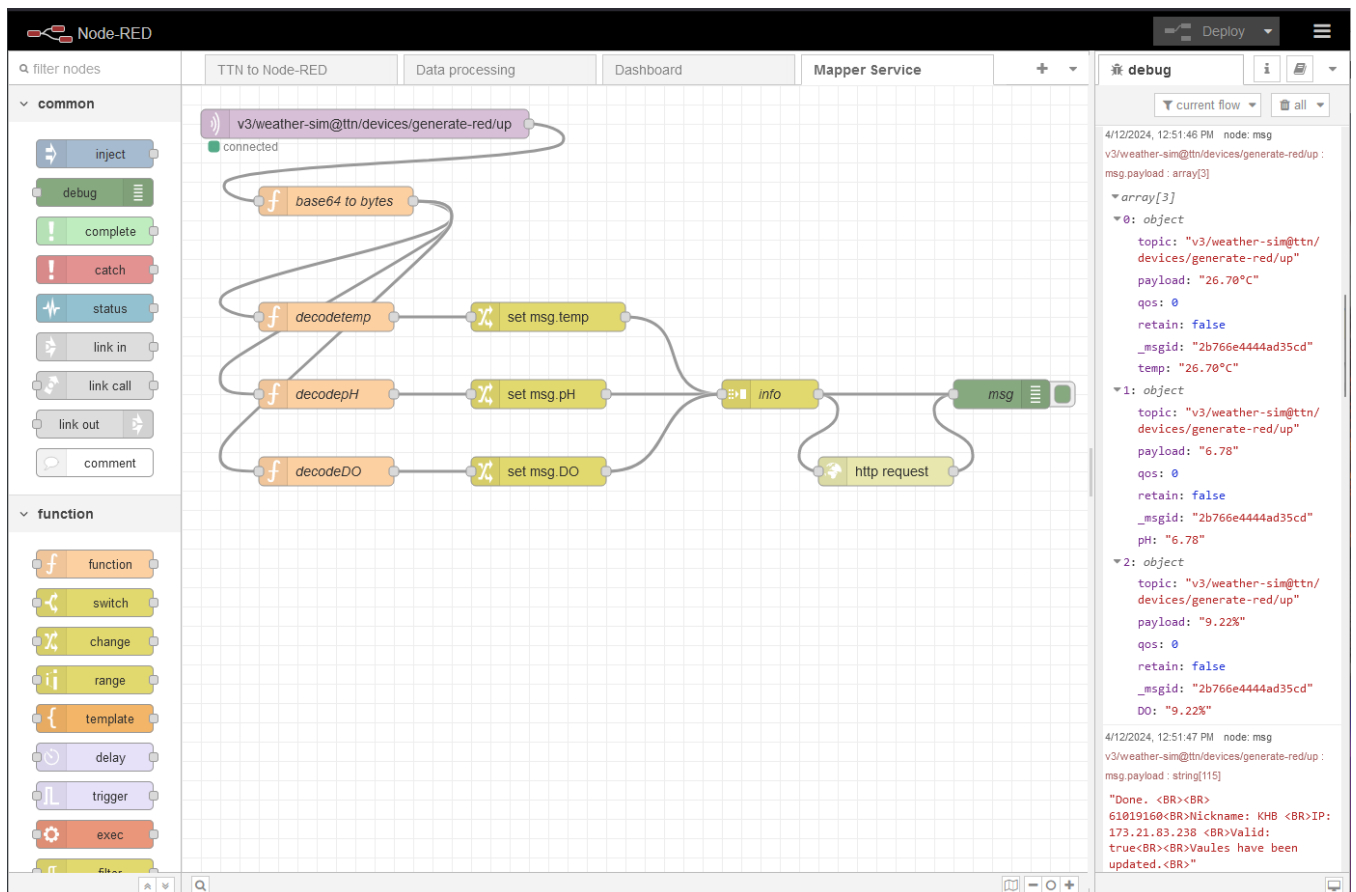 Node-RED
Deploy
filter nodes
common
inject
debug
complete
catch
status
link in
link call
link out
comment
function
function
switch
change
range
template
delay
trigger
exec
filter
TTN to Node-RED
Data processing
Dashboard
Mapper Service
v3/weather-sim@ttn/devices/generate-red/up
connected
base64 to bytes
decodetemp
set msg.temp
decodepH
set msg.pH
info
msg
decodeDO
set msg.DO
http request
debug
i
current flow
all
4/12/2024, 12:51:46 PM node: msg
v3/weather-sim@ttn/devices/generate-red/up :
msg.payload : array[3]
array[3]
0: object
topic: "v3/weather-sim@ttn/
devices/generate-red/up"
payload: "26.70°C"
qos: 0
retain: false
_msgid: "2b766e4444ad35cd"
temp: "26.70°C"
1: object
topic: "v3/weather-sim@ttn/
devices/generate-red/up"
payload: "6.78"
qos: 0
retain: false
_msgid: "2b766e4444ad35cd"
pH: "6.78"
2: object
topic: "v3/weather-sim@ttn/
devices/generate-red/up"
payload: "9.22%"
qos: 0
retain: false
_msgid: "2b766e4444ad35cd"
DO: "9.22%"
4/12/2024, 12:51:47 PM node: msg
v3/weather-sim@ttn/devices/generate-red/up :
msg.payload : string[115]
"Done. <BR><BR>
61019160<BR>Nickname: KHB <BR>IP:
173.21.83.238 <BR>Valid:
true<BR><BR>Vaules have been
updated.<BR>"